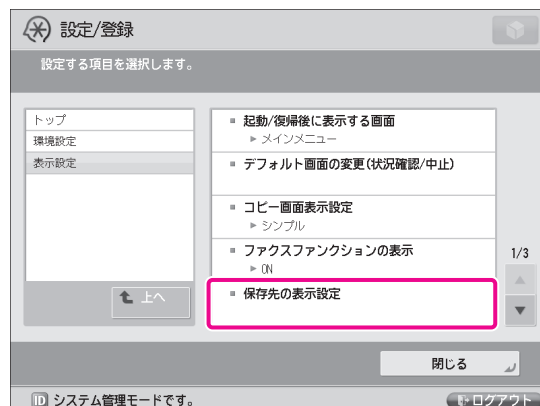 設定/登録
設定する項目を選択します。
トップ
環境設定
表示設定
上へ
起動/復帰後に表示する画面
メインメニュー
デフォルト画面の変更(状況確認/中止)
コピー画面表示設定
シンプル
ファクスファンクションの表示
ON
保存先の表示設定
1/3
閉じる
ID システム管理モードです。
ログアウト